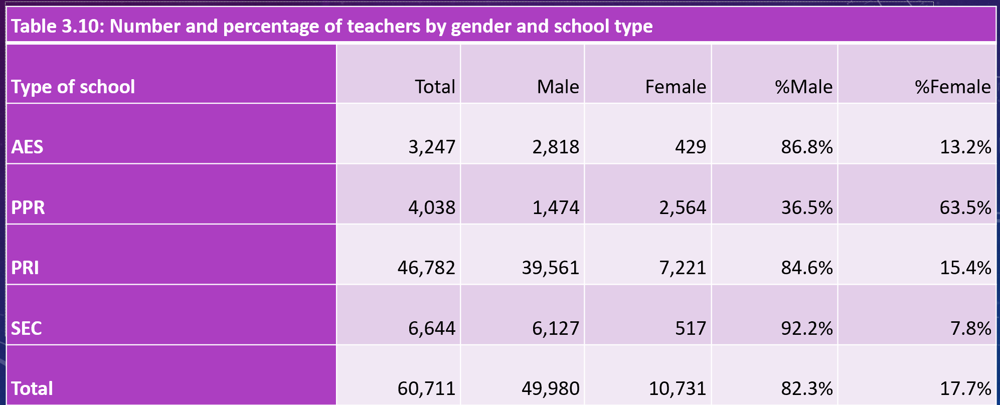 Table 3.10: Number and percentage of teachers by gender and school type
Type of school Total Male Female %Male %Female
AES 3,247 2,818 429 86.8% 13.2%
PPR 4,038 1,474 2,564 36.5% 63.5%
PRI 46,782 39,561 7,221 84.6% 15.4%
SEC 6,644 6,127 517 92.2% 7.8%
Total 60,711 49,980 10,731 82.3% 17.7%